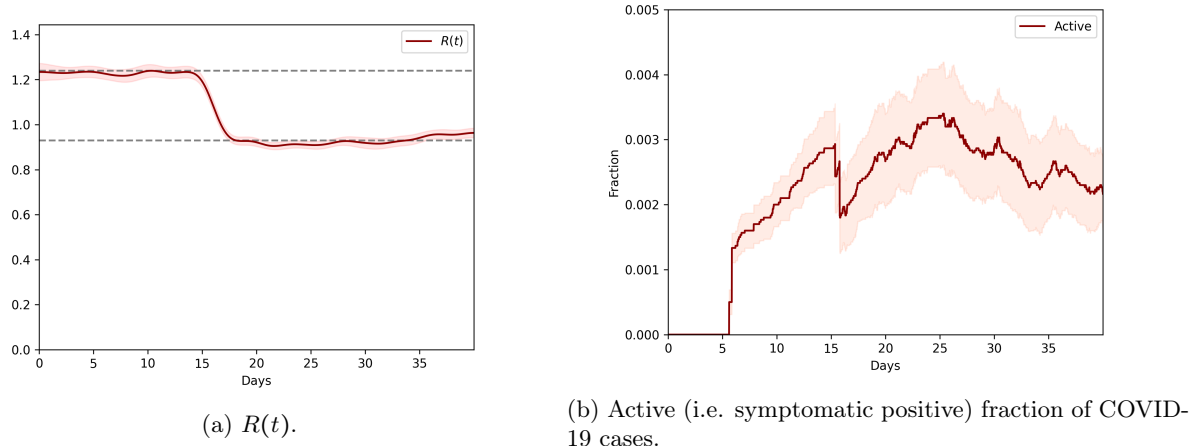 1.4
1.2
1.0
0.8
0.6
0.4
0.2
0.0
R(t)
0 5 10 15 20 25 30 35
Days
(a) R(t).
0.005
0.004
0.003
0.002
0.001
0.000
Fraction
Active
0 5 10 15 20 25 30 35
Days
(b) Active (i.e. symptomatic positive) fraction of COVID-
19 cases.